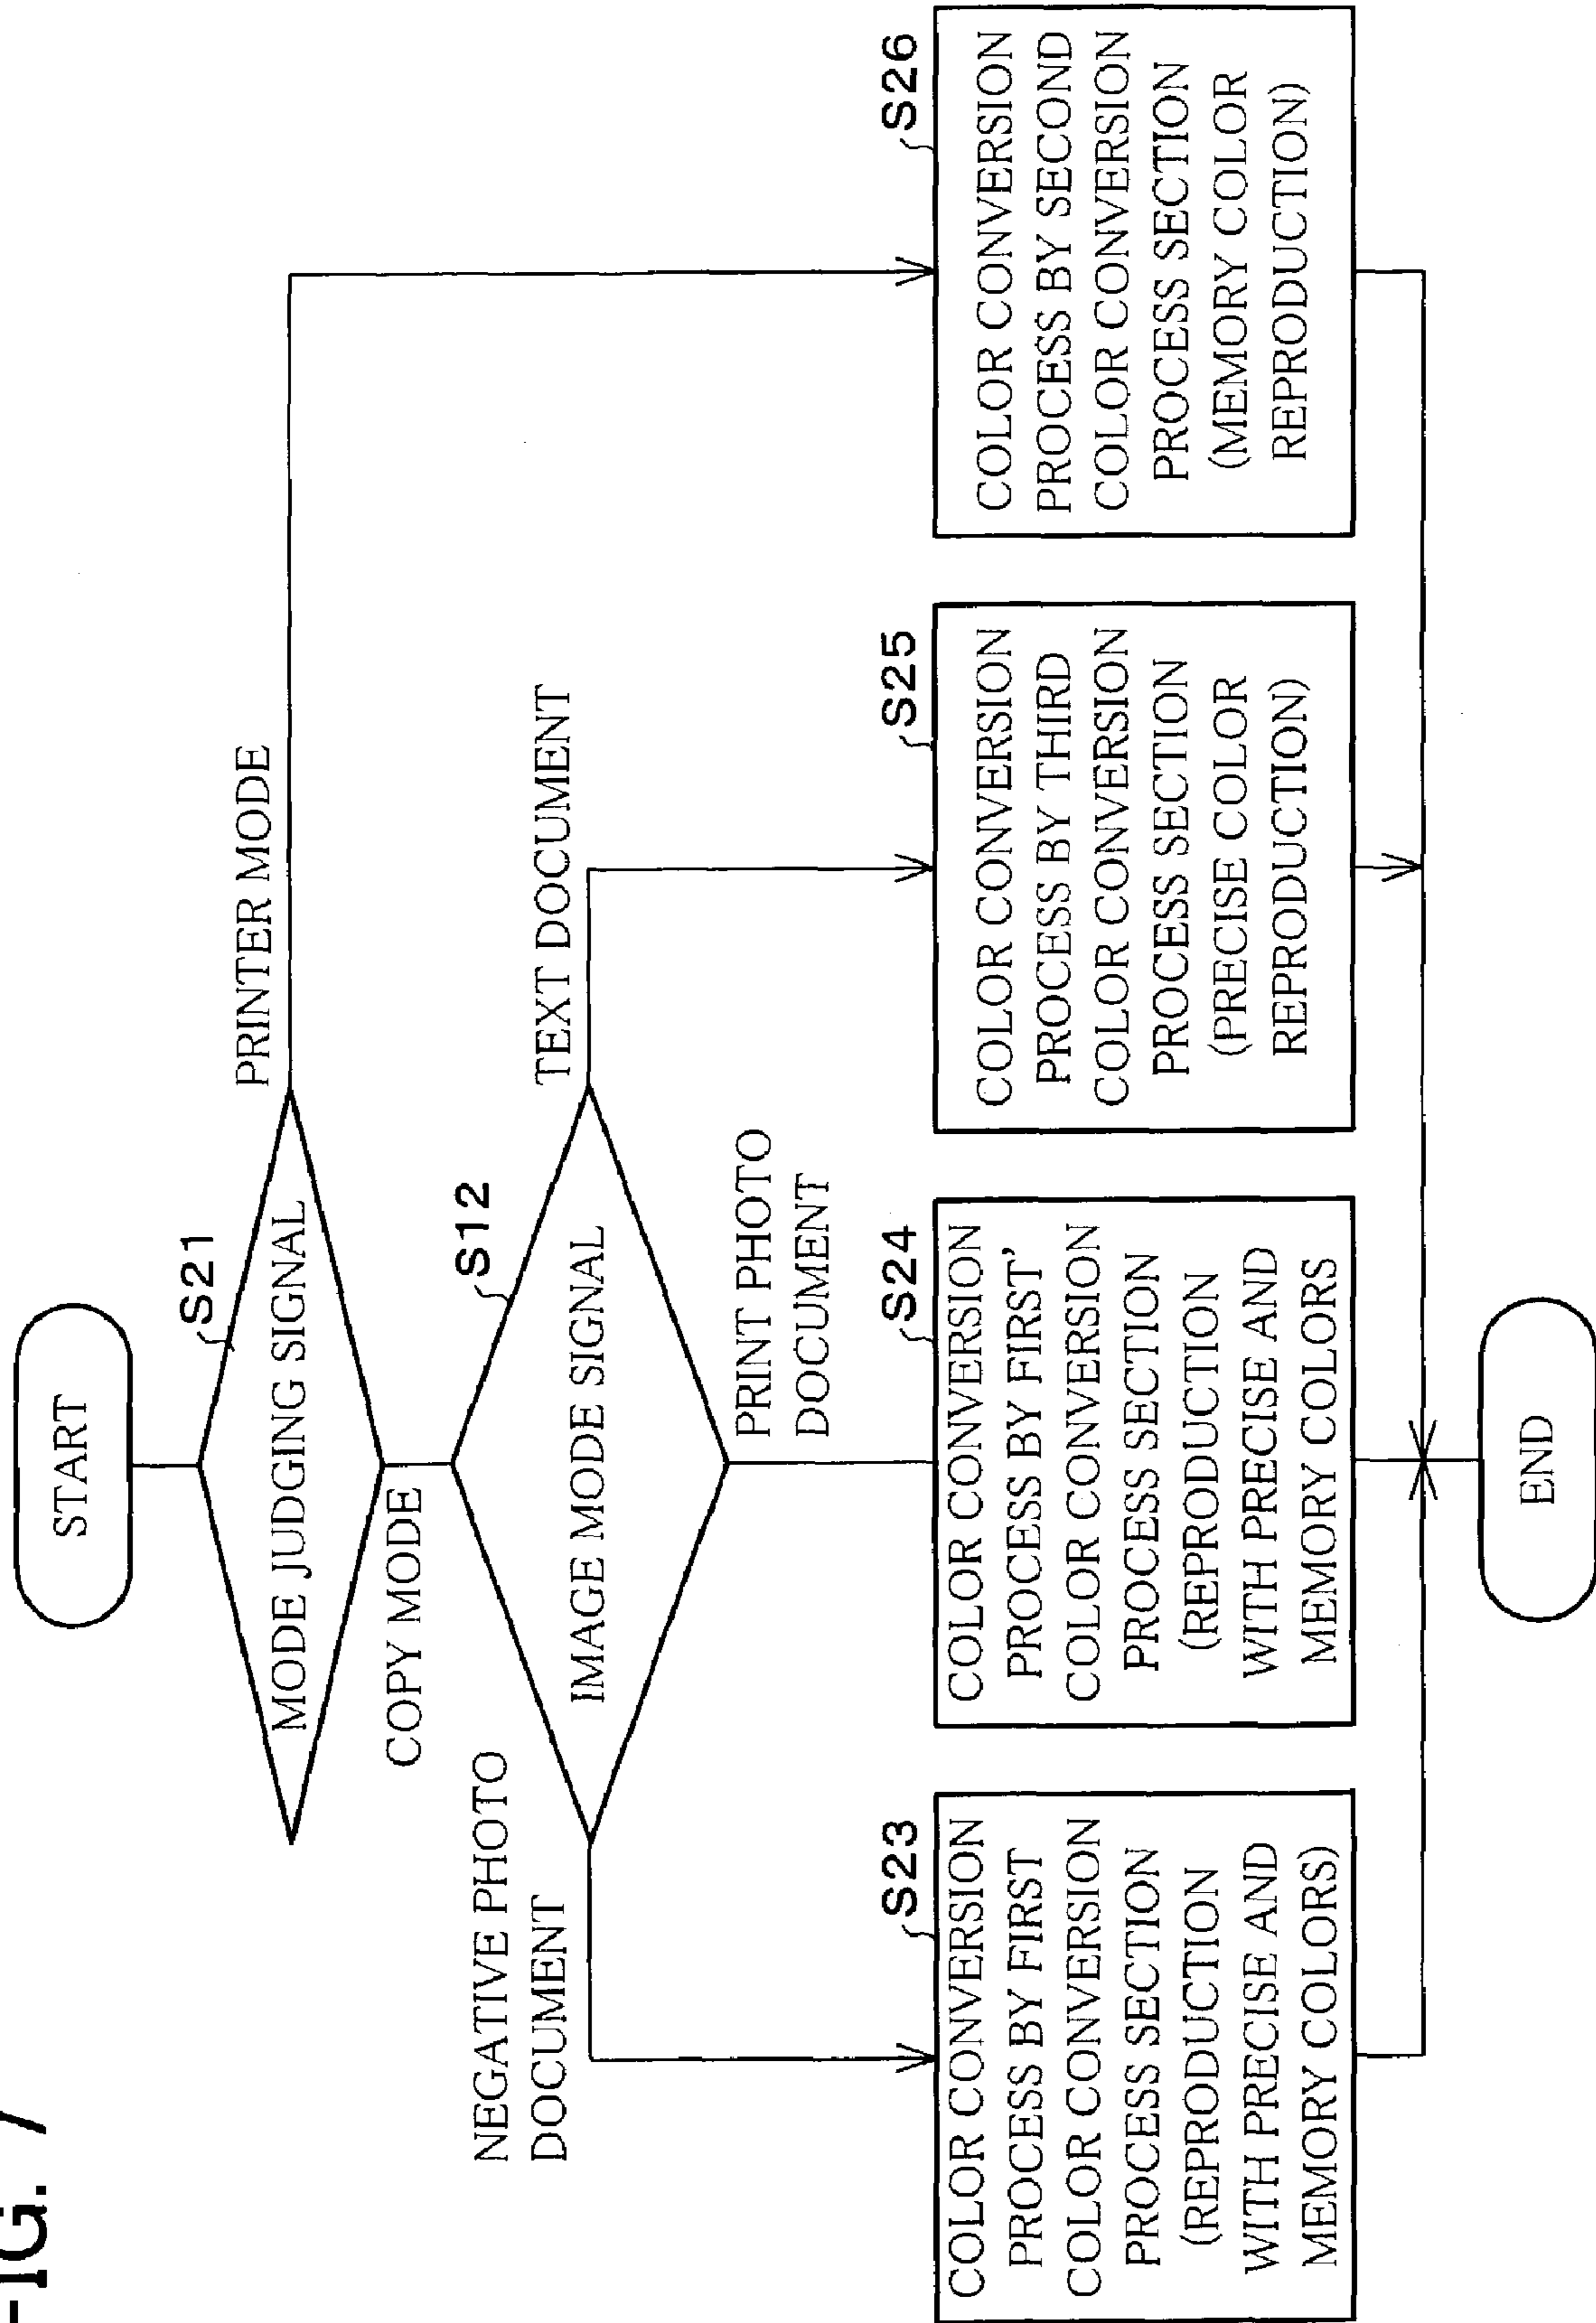 FIG. 7
START
S21
MODE JUDGING SIGNAL
PRINTER MODE
COPY MODE
S12
IMAGE MODE SIGNAL
NEGATIVE PHOTO
DOCUMENT
TEXT DOCUMENT
PRINT PHOTO
DOCUMENT
S23
COLOR CONVERSION
PROCESS BY FIRST
COLOR CONVERSION
PROCESS SECTION
(REPRODUCTION
WITH PRECISE AND
MEMORY COLORS)
S24
COLOR CONVERSION
PROCESS BY FIRST'
COLOR CONVERSION
PROCESS SECTION
(REPRODUCTION
WITH PRECISE AND
MEMORY COLORS
S25
COLOR CONVERSION
PROCESS BY THIRD
COLOR CONVERSION
PROCESS SECTION
(PRECISE COLOR
REPRODUCTION)
S26
COLOR CONVERSION
PROCESS BY SECOND
COLOR CONVERSION
PROCESS SECTION
(MEMORY COLOR
REPRODUCTION)
END